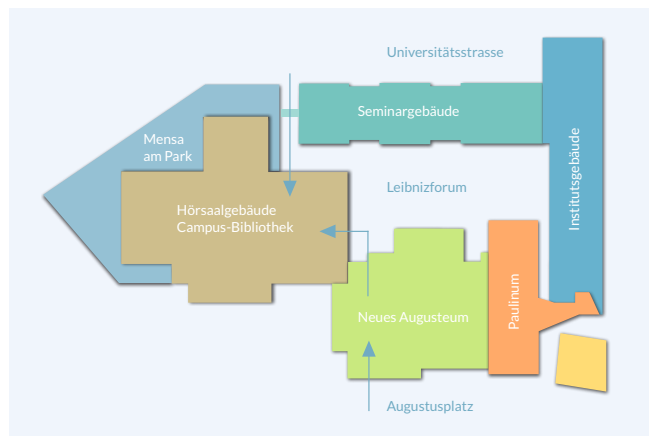 Universitätsstrasse
Seminargebäude
Mensa
am Park
Institutsgebäude
Leibnizforum
Hörsaalgebäude
Campus-Bibliothek
Paulinum
Neues Augusteum
Augustusplatz